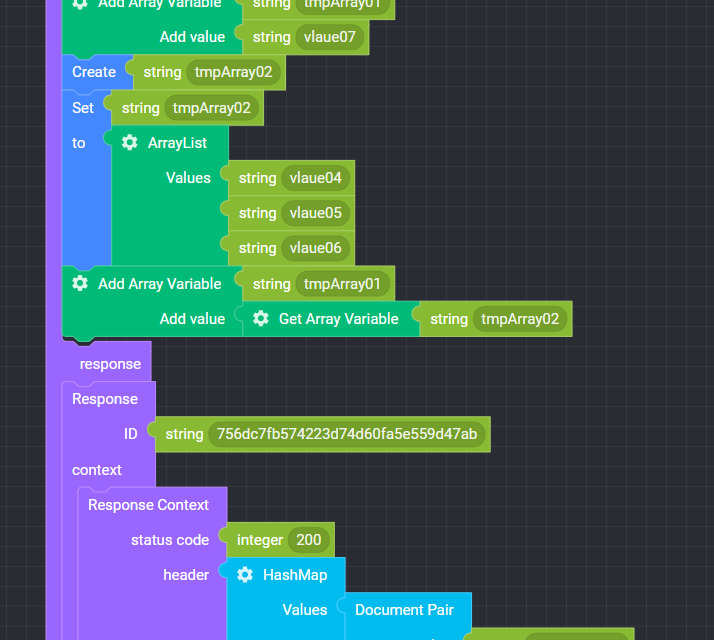 Add Array Variable string tmpArray01
Add value string vlaue07
Create string tmpArray02
Set string tmpArray02
to ArrayList
Values string vlaue04
string vlaue05
string vlaue06
Add Array Variable string tmpArray01
Add value Get Array Variable string tmpArray02
response
Response
ID string 756dc7fb574223d74d60fa5e559d47ab
context
Response Context
status code integer 200
header HashMap
Values Document Pair